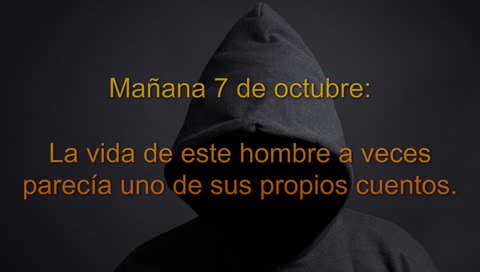 Mañana 7 de octubre:
La vida de este hombre a veces
parecía uno de sus propios cuentos.